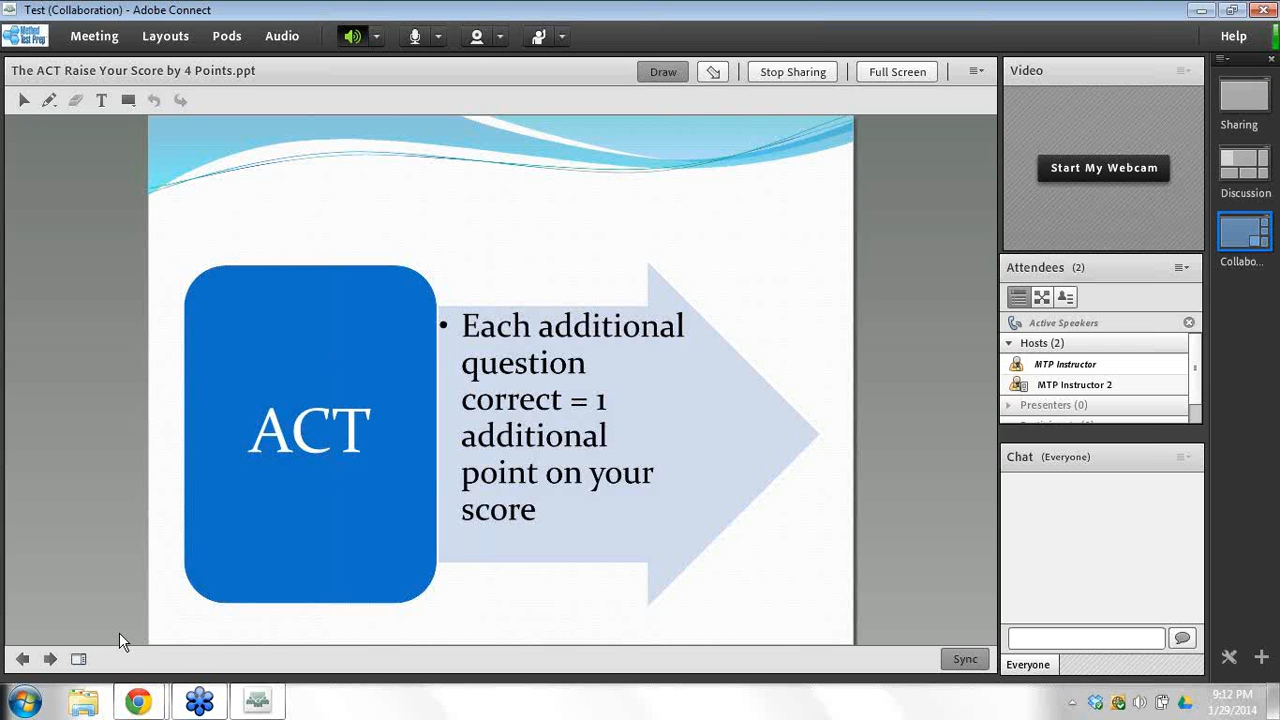 Test (Collaboration) - Adobe Connect
Method Test Prep
Meeting Layouts Pods Audio Help
The ACT Raise Your Score by 4 Points.ppt
Draw Stop Sharing Full Screen
Video
Start My Webcam
Sharing
Discussion
Collabo...
ACT
• Each additional
question
correct = 1
additional
point on your
score
Attendees (2)
Active Speakers
Hosts (2)
MTP Instructor
MTP Instructor 2
Presenters (0)
Chat (Everyone)
Everyone
Sync
9:12 PM
1/29/2014